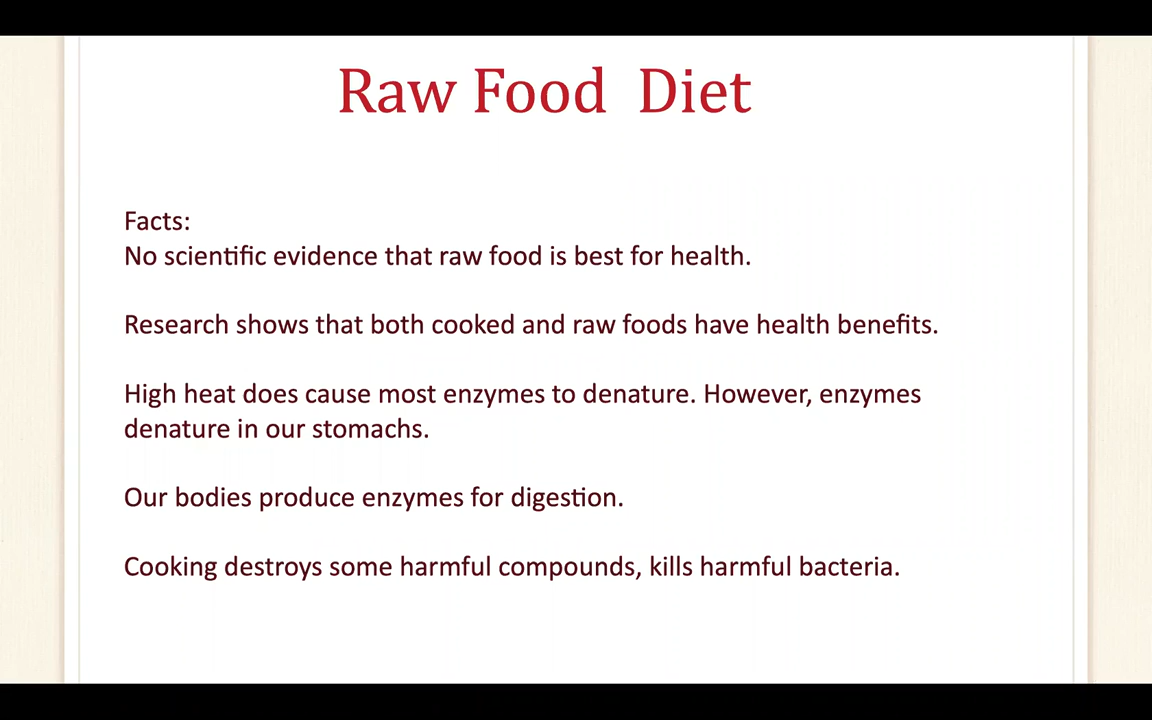 Raw Food Diet
Facts:
No scientific evidence that raw food is best for health.
Research shows that both cooked and raw foods have health benefits.
High heat does cause most enzymes to denature. However, enzymes
denature in our stomachs.
Our bodies produce enzymes for digestion.
Cooking destroys some harmful compounds, kills harmful bacteria.